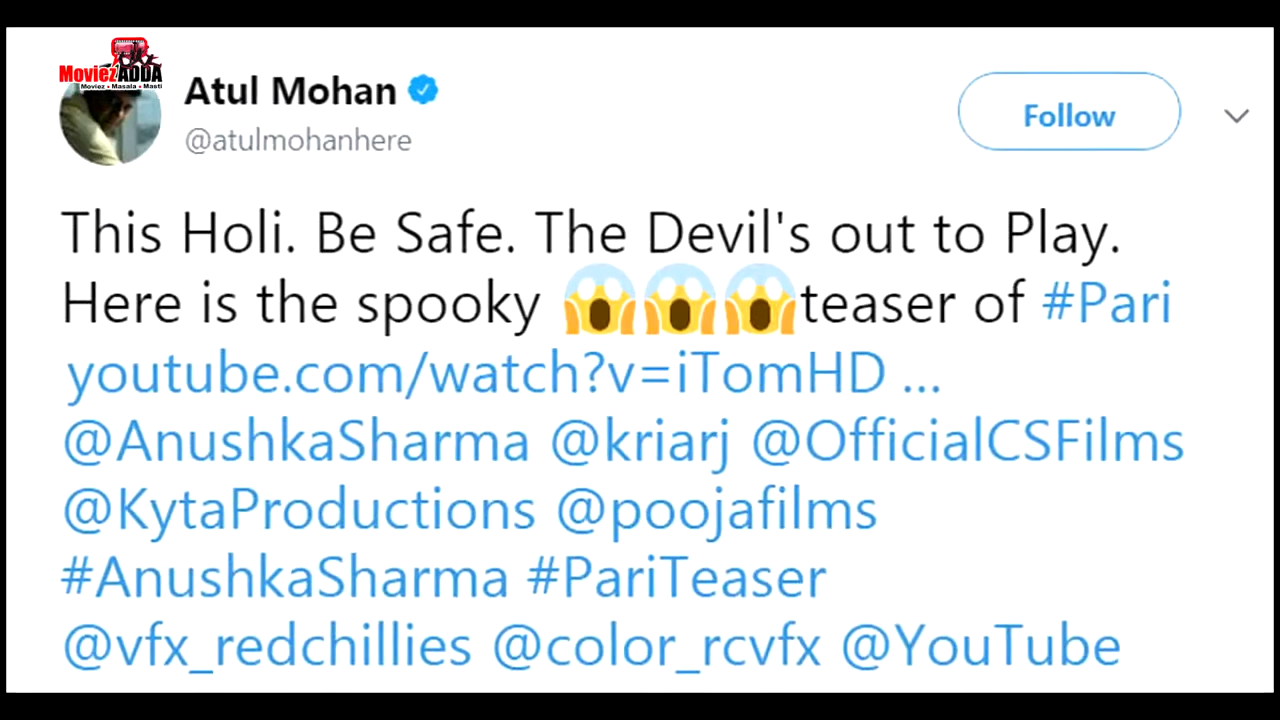 MoviezADDA
Moviez • Masala • Masti
Atul Mohan
@atulmohanhere
Follow
This Holi. Be Safe. The Devil's out to Play.
Here is the spooky 😱😱😱teaser of #Pari
youtube.com/watch?v=iTomHD ...
@AnushkaSharma @kriarj @OfficialCSFilms
@KytaProductions @poojafilms
#AnushkaSharma #PariTeaser
@vfx_redchillies @color_rcvfx @YouTube